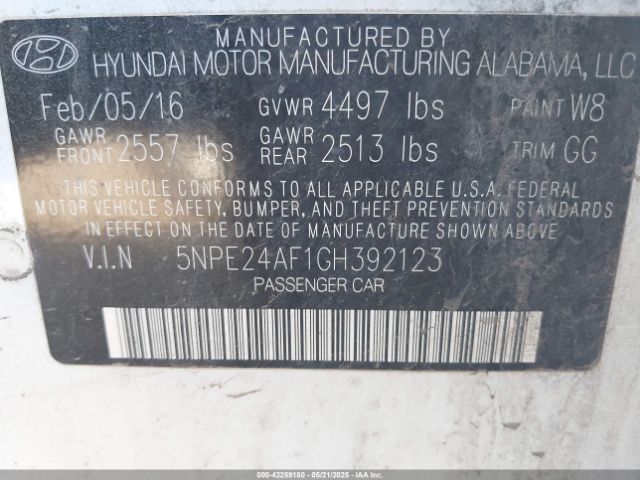 MANUFACTURED BY
HYUNDAI MOTOR MANUFACTURING ALABAMA, LLC
Feb/05/16 GVWR 4497 lbs PAINT W8
GAWR FRONT 2557 lbs GAWR REAR 2513 lbs TRIM GG
THIS VEHICLE CONFORMS TO ALL APPLICABLE U.S.A. FEDERAL
MOTOR VEHICLE SAFETY, BUMPER, AND THEFT PREVENTION STANDARDS
IN EFFECT ON THE DATE OF MANUFACTURE SHOWN ABOVE.
V.I.N 5NPE24AF1GH392123
PASSENGER CAR
000-42259180 - 05/21/2025 - IAA, Inc.